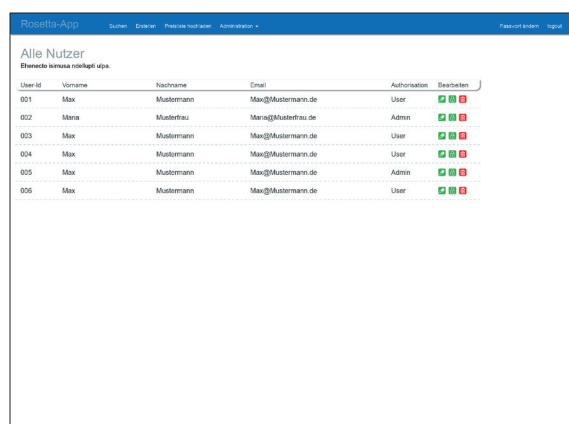 Rosetta-App Suchen Erstellen Preisliste hochladen Administration Passwort ändern logout
Alle Nutzer
Ehenecto isimusa ndellupti ulpa.
User-Id Vorname Nachname Email Authorisation Bearbeiten
001 Max Mustermann Max@Mustermann.de User
002 Maria Musterfrau Maria@Musterfrau.de Admin
003 Max Mustermann Max@Mustermann.de User
004 Max Mustermann Max@Mustermann.de User
005 Max Mustermann Max@Mustermann.de Admin
006 Max Mustermann Max@Mustermann.de User